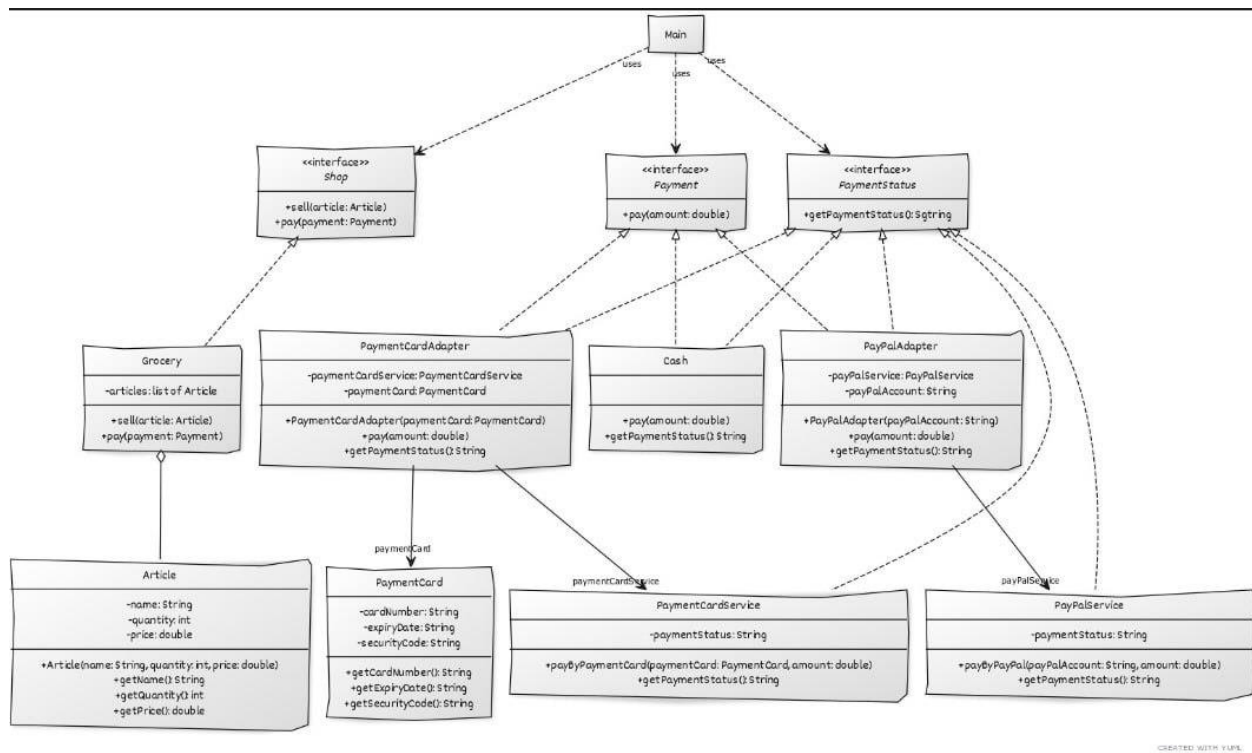 Main
uses
uses
uses
<<interface>>
Shop
+sell(article: Article)
+pay(payment: Payment)
<<interface>>
Payment
+pay(amount: double)
<<interface>>
PaymentStatus
+getPaymentStatus(): Sgtring
Grocery
-articles: list of Article
+sell(article: Article)
+pay(payment: Payment)
PaymentCardAdapter
-paymentCardService: PaymentCardService
-paymentCard: PaymentCard
+PaymentCardAdapter(paymentCard: PaymentCard)
+pay(amount: double)
+getPaymentStatus(): String
Cash
+pay(amount: double)
+getPaymentStatus(): String
PayPalAdapter
-payPalService: PayPalService
-payPalAccount: String
+PayPalAdapter(payPalAccount: String)
+pay(amount: double)
+getPaymentStatus(): String
paymentCard
paymentCardService
payPalService
Article
-name: String
-quantity: int
-price: double
+Article(name: String, quantity: int, price: double)
+getName(): String
+getQuantity(): int
+getPrice(): double
PaymentCard
-cardNumber: String
-expiryDate: String
-securityCode: String
+getCardNumber(): String
+getExpiryDate(): String
+getSecurityCode(): String
PaymentCardService
-paymentStatus: String
+payByPaymentCard(paymentCard: PaymentCard, amount: double)
+getPaymentStatus(): String
PayPalService
-paymentStatus: String
+payByPayPal(payPalAccount: String, amount: double)
+getPaymentStatus(): String
CREATED WITH YUML